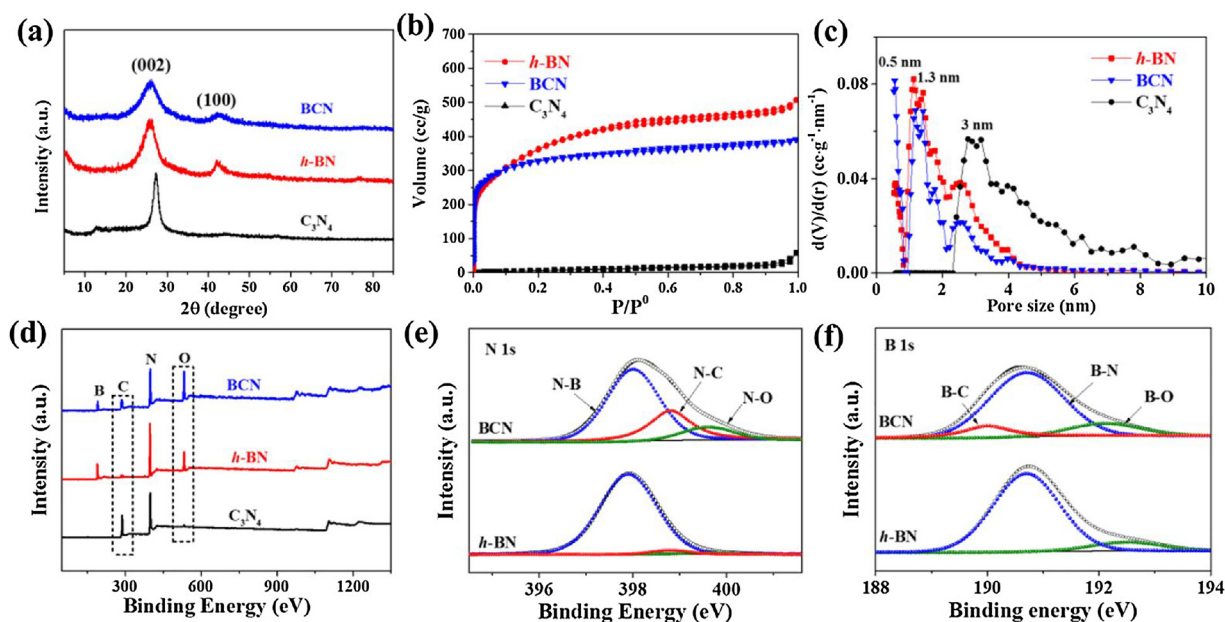 (a)
(002)
(100)
BCN
h-BN
C3N4
Intensity (a.u.)
10 20 30 40 50 60 70 80
2θ (degree)
(b)
h-BN
BCN
C3N4
Volume (cc/g)
700
600
500
400
300
200
100
0
0.0 0.2 0.4 0.6 0.8 1.0
P/P⁰
(c)
0.5 nm
1.3 nm
3 nm
h-BN
BCN
C3N4
d(V)/d(r) (cc·g⁻¹·nm⁻¹)
0.08
0.04
0.00
0 2 4 6 8 10
Pore size (nm)
(d)
B C N O
BCN
h-BN
C3N4
Intensity (a.u.)
300 600 900 1200
Binding Energy (eV)
(e)
N 1s
N-B
N-C
N-O
BCN
h-BN
Intensity (a.u.)
396 398 400
Binding Energy (eV)
(f)
B 1s
B-C
B-N
B-O
BCN
h-BN
Intensity (a.u.)
188 190 192 194
Binding energy (eV)